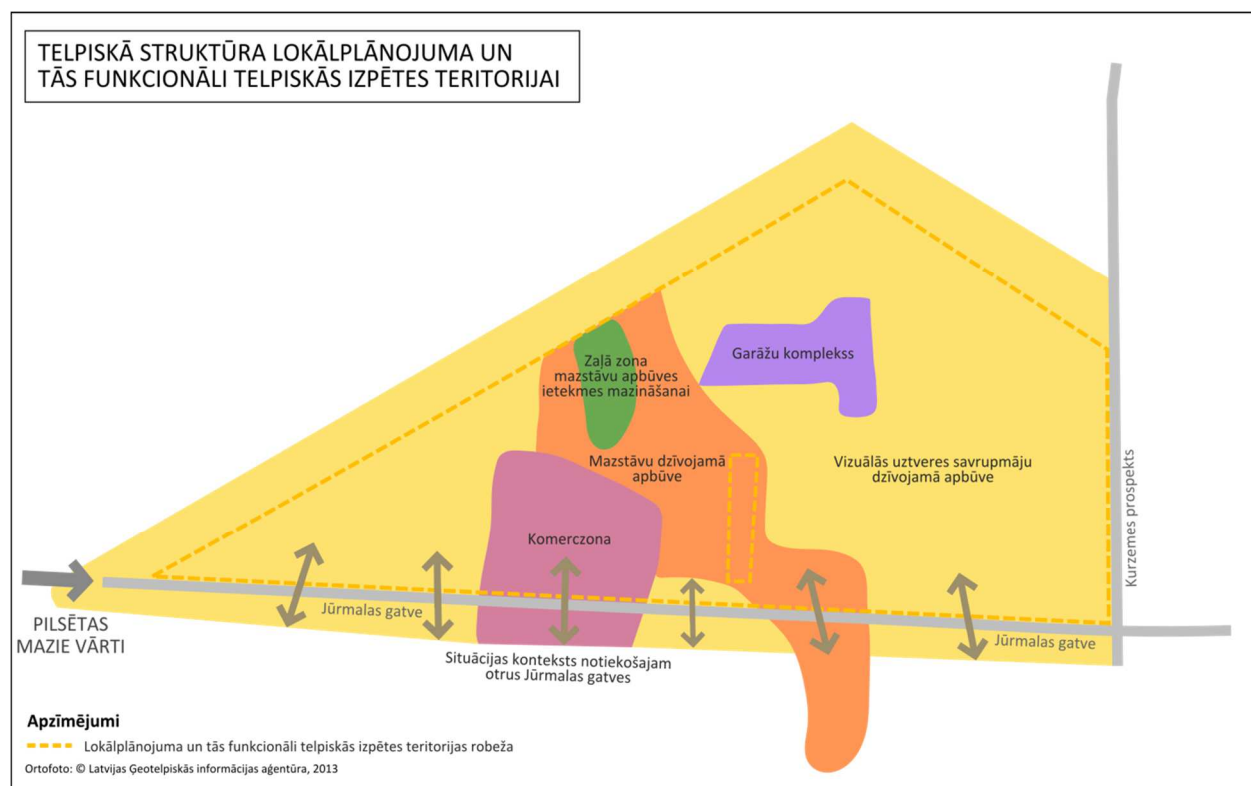 TELPISKĀ STRUKTŪRA LOKĀLPLĀNOJUMA UN
TĀS FUNKCIONĀLI TELPISKĀS IZPĒTES TERITORIJAI
Zaļā zona
mazstāvu apbūves
ietekmes mazināšanai
Garāžu komplekss
Mazstāvu dzīvojamā
apbūve
Vizuālās uztveres savrupmāju
dzīvojamā apbūve
Kurzemes prospekts
Komerczona
Jūrmalas gatve
Jūrmalas gatve
PILSĒTAS
MAZIE VĀRTI
Situācijas konteksts notiekošajam
otrus Jūrmalas gatves
Apzīmējumi
Lokālplānojuma un tās funkcionāli telpiskās izpētes teritorijas robeža
Ortofoto: © Latvijas Ģeotelpiskās informācijas aģentūra, 2013